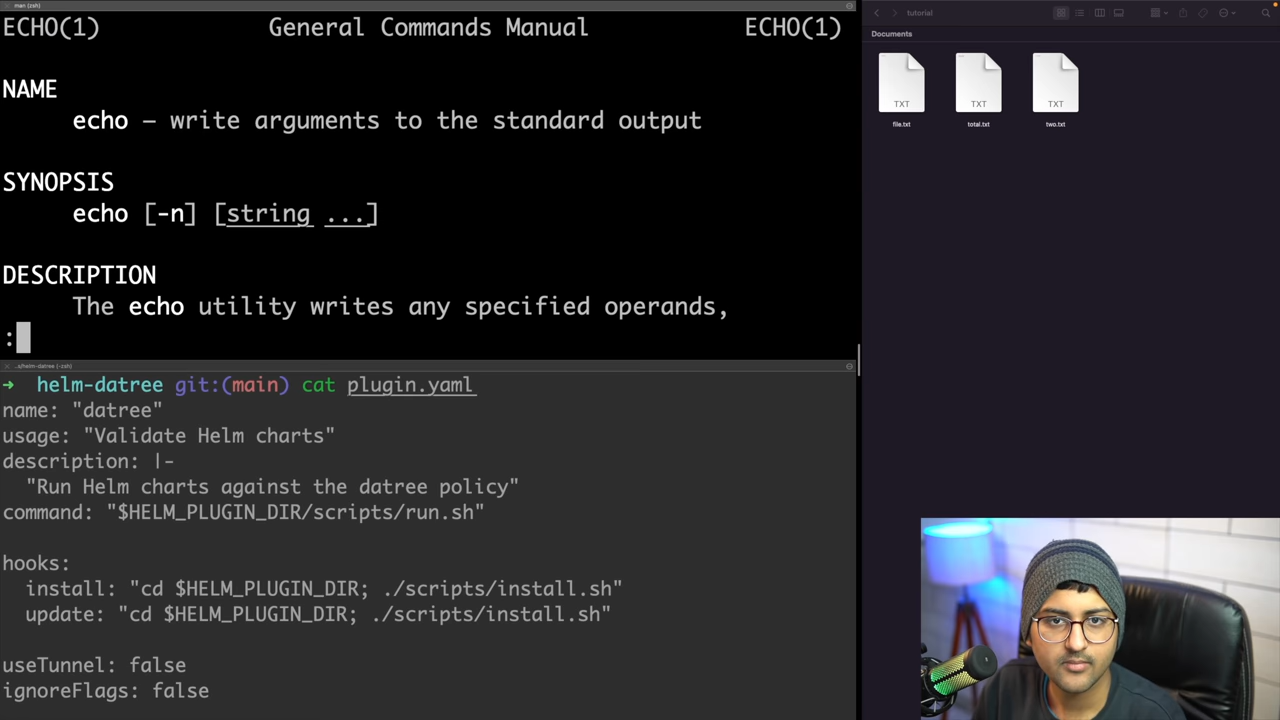 man (zsh)
ECHO(1) General Commands Manual ECHO(1)
NAME
echo – write arguments to the standard output
SYNOPSIS
echo [-n] [string ...]
DESCRIPTION
The echo utility writes any specified operands,
:
..s/helm-datree (-zsh)
➜ helm-datree git:(main) cat plugin.yaml
name: "datree"
usage: "Validate Helm charts"
description: |-
"Run Helm charts against the datree policy"
command: "$HELM_PLUGIN_DIR/scripts/run.sh"
hooks:
install: "cd $HELM_PLUGIN_DIR; ./scripts/install.sh"
update: "cd $HELM_PLUGIN_DIR; ./scripts/install.sh"
useTunnel: false
ignoreFlags: false
tutorial
Documents
TXT TXT TXT
file.txt total.txt two.txt